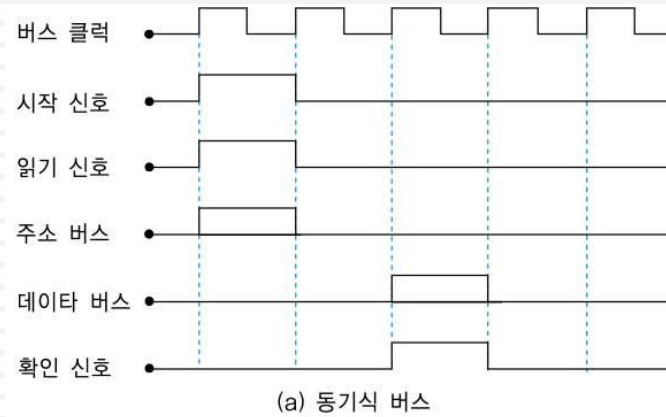 버스 클럭
시작 신호
읽기 신호
주소 버스
데이타 버스
확인 신호
(a) 동기식 버스